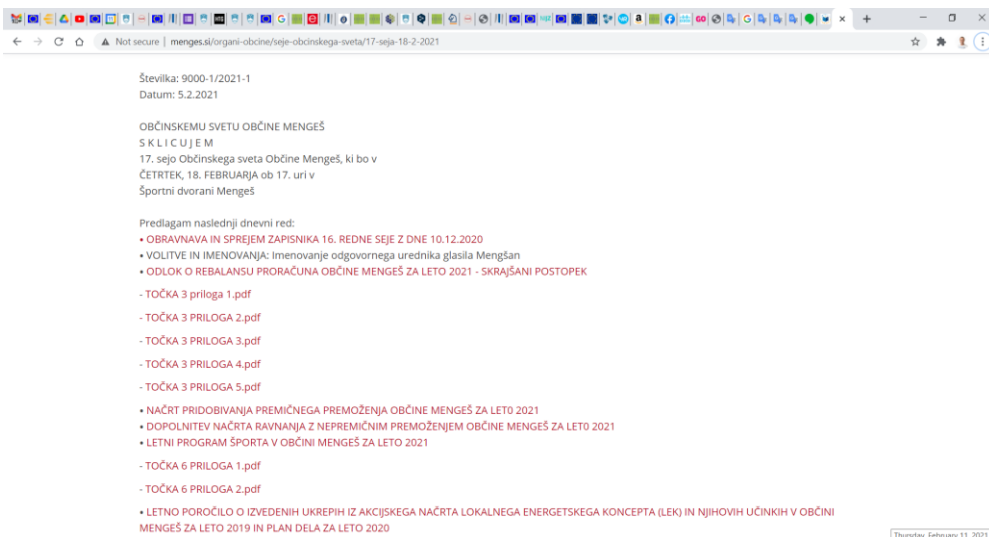 Not secure | menges.si/organi-obcine/seje-obcinskega-sveta/17-seja-18-2-2021
Številka: 9000-1/2021-1
Datum: 5.2.2021
OBČINSKEMU SVETU OBČINE MENGEŠ
S K L I C U J E M
17. sejo Občinskega sveta Občine Mengeš, ki bo v
ČETRTEK, 18. FEBRUARJA ob 17. uri v
Športni dvorani Mengeš
Predlagam naslednji dnevni red:
• OBRAVNAVA IN SPREJEM ZAPISNIKA 16. REDNE SEJE Z DNE 10.12.2020
• VOLITVE IN IMENOVANJA: Imenovanje odgovornega urednika glasila Mengšan
• ODLOK O REBALANSU PRORAČUNA OBČINE MENGEŠ ZA LETO 2021 - SKRAJŠANI POSTOPEK
- TOČKA 3 priloga 1.pdf
- TOČKA 3 PRILOGA 2.pdf
- TOČKA 3 PRILOGA 3.pdf
- TOČKA 3 PRILOGA 4.pdf
- TOČKA 3 PRILOGA 5.pdf
• NAČRT PRIDOBIVANJA PREMIČNEGA PREMOŽENJA OBČINE MENGEŠ ZA LET0 2021
• DOPOLNITEV NAČRTA RAVNANJA Z NEPREMIČNIM PREMOŽENJEM OBČINE MENGEŠ ZA LET0 2021
• LETNI PROGRAM ŠPORTA V OBČINI MENGEŠ ZA LETO 2021
- TOČKA 6 PRILOGA 1.pdf
- TOČKA 6 PRILOGA 2.pdf
• LETNO POROČILO O IZVEDENIH UKREPIH IZ AKCIJSKEGA NAČRTA LOKALNEGA ENERGETSKEGA KONCEPTA (LEK) IN NJIHOVIH UČINKIH V OBČINI
MENGEŠ ZA LETO 2019 IN PLAN DELA ZA LETO 2020
Thursday, February 11, 2021